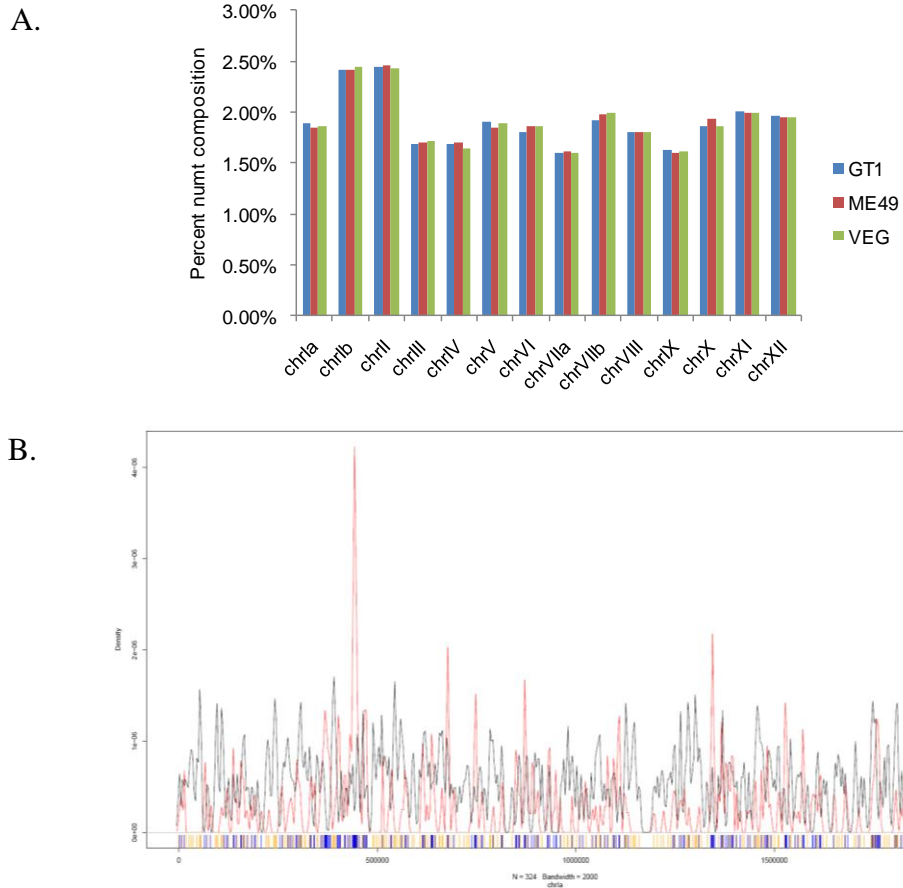 A.
Percent numt composition
3.00%
2.50%
2.00%
1.50%
1.00%
0.50%
0.00%
chrIa
chrIb
chrII
chrIII
chrIV
chrV
chrVI
chrVIIa
chrVIIb
chrVIII
chrIX
chrX
chrXI
chrXII
GT1
ME49
VEG
B.
Density
4e-06
3e-06
2e-06
1e-06
0e+00
0
500000
1000000
1500000
N = 324 Bandwidth = 2000
chrIa